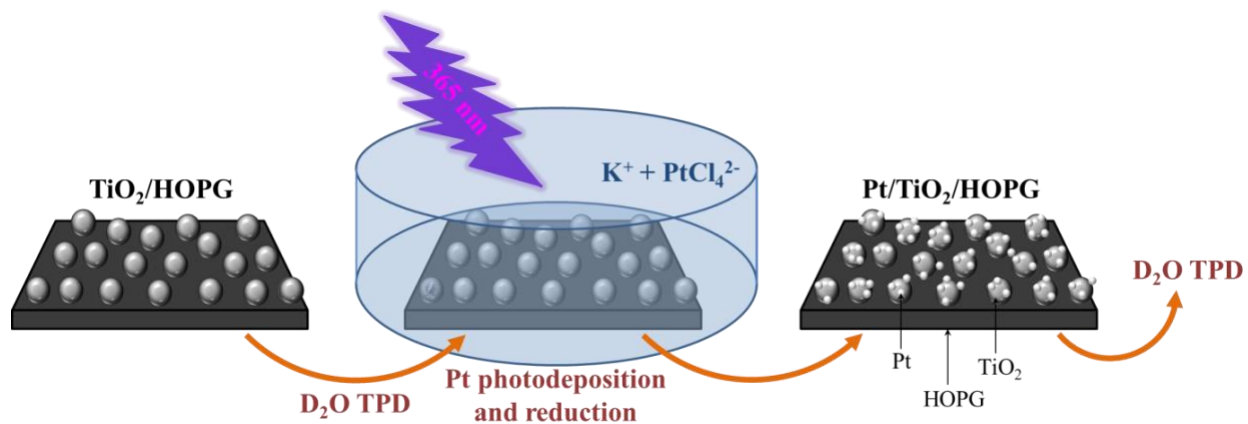 365 nm
K⁺ + PtCl₄²⁻
TiO₂/HOPG
Pt/TiO₂/HOPG
D₂O TPD
Pt
TiO₂
HOPG
Pt photodeposition
and reduction
D₂O TPD